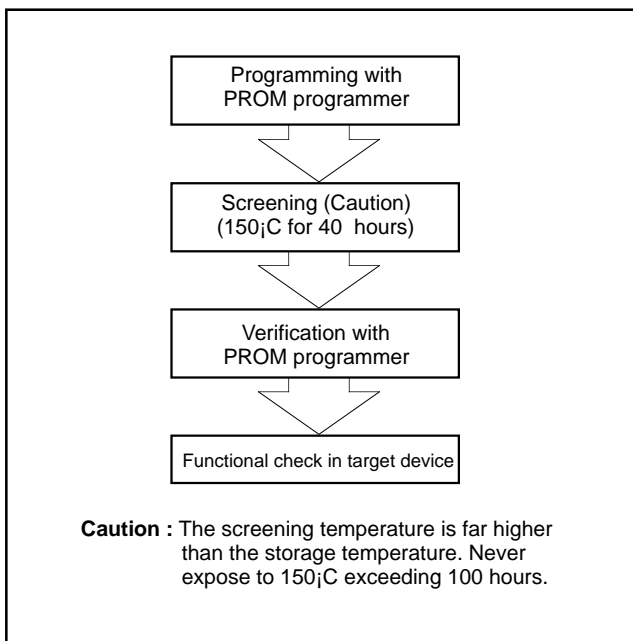 Programming with
PROM programmer
Screening (Caution)
(150¡C for 40 hours)
Verification with
PROM programmer
Functional check in target device
Caution : The screening temperature is far higher
than the storage temperature. Never
expose to 150¡C exceeding 100 hours.